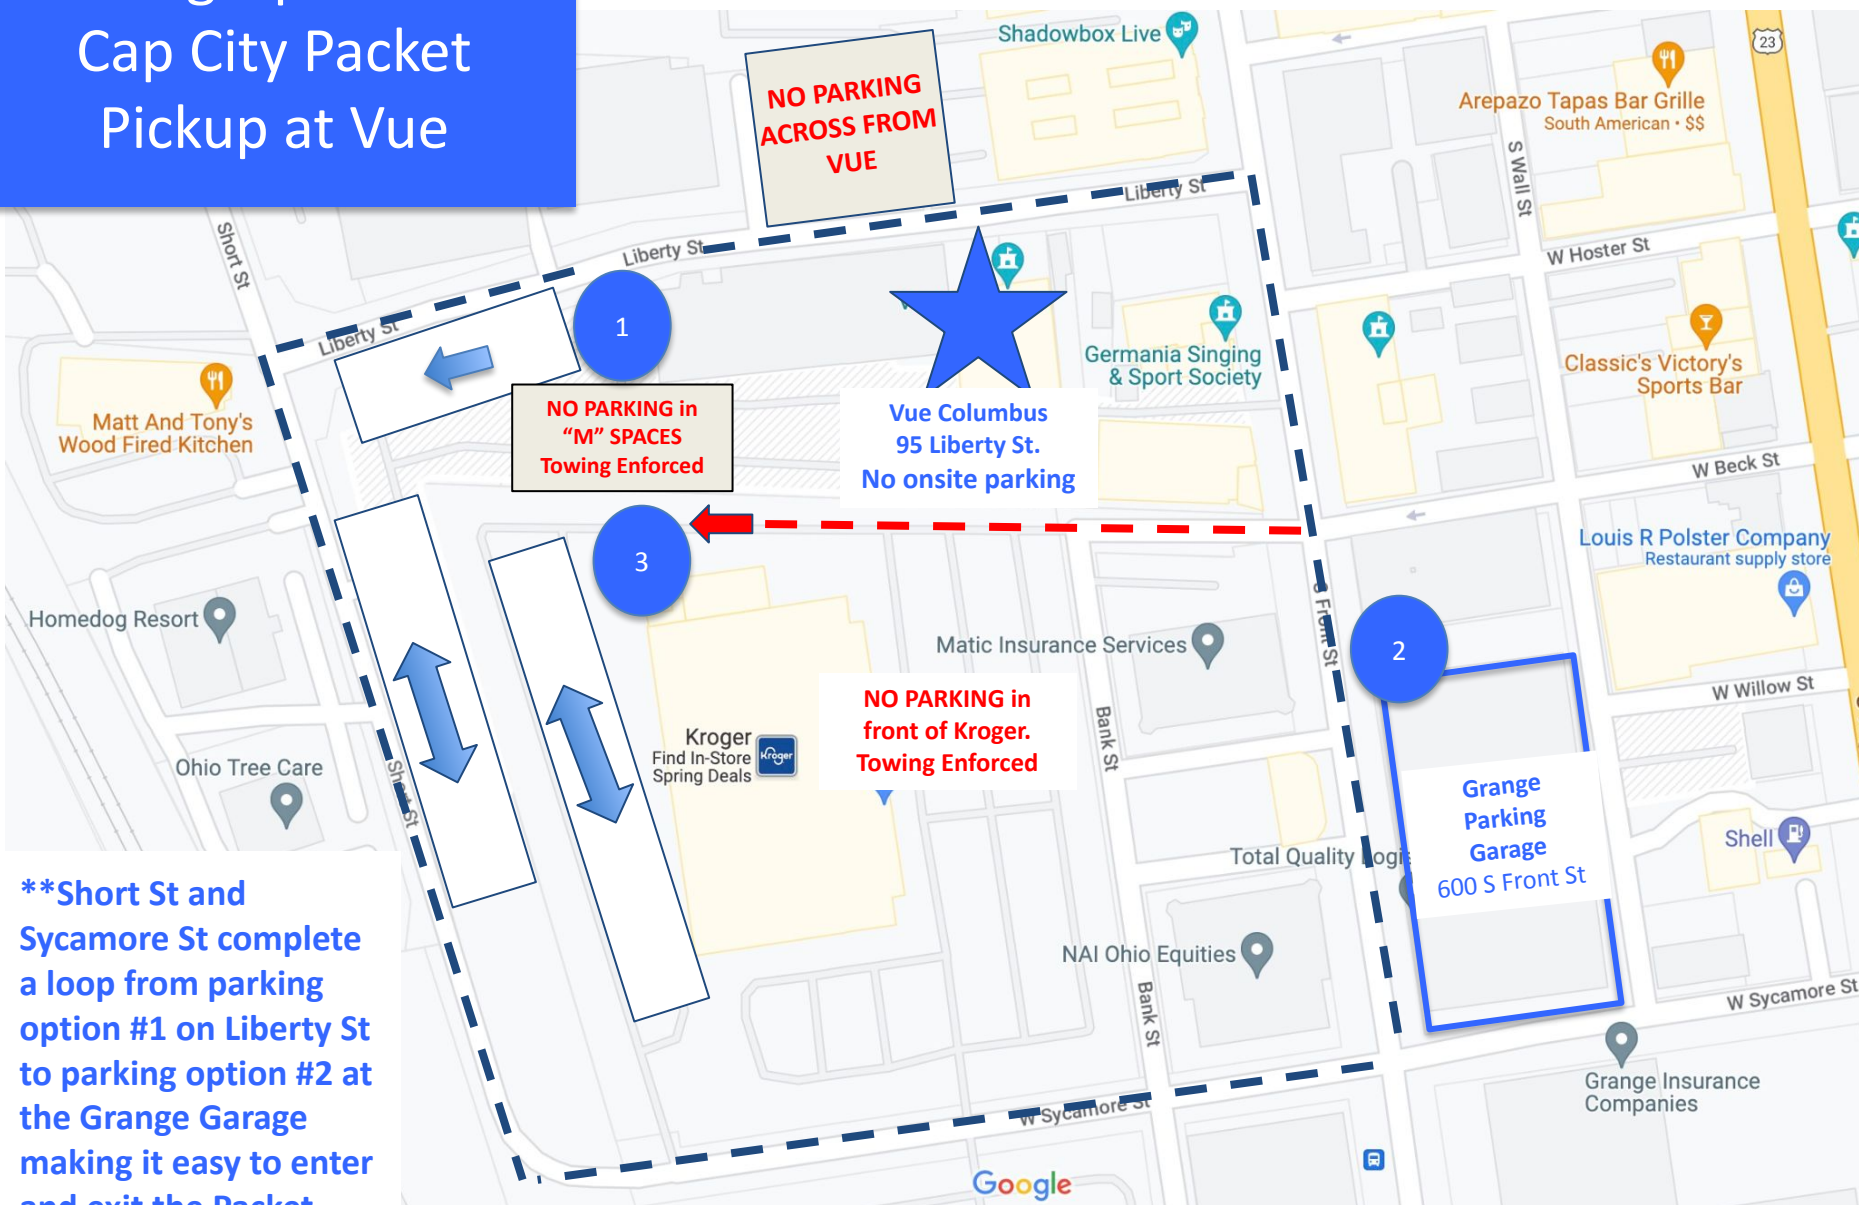 Cap City Packet
Pickup at Vue
NO PARKING
ACROSS FROM
VUE
Shadowbox Live
23
Arepazo Tapas Bar Grille
South American • $$
S Wall St
Liberty St
Short St
Liberty St
W Hoster St
1
Liberty St
Germania Singing
& Sport Society
Classic's Victory's
Sports Bar
Matt And Tony's
Wood Fired Kitchen
NO PARKING in
“M” SPACES
Towing Enforced
Vue Columbus
95 Liberty St.
No onsite parking
W Beck St
3
Louis R Polster Company
Restaurant supply store
Homedog Resort
Matic Insurance Services
S Front St
2
NO PARKING in
front of Kroger.
Towing Enforced
W Willow St
Bank St
Kroger
Find In-Store
Spring Deals
Kroger
Ohio Tree Care
Short St
Grange
Parking
Garage
600 S Front St
Shell
Total Quality Logi
**Short St and
Sycamore St complete
a loop from parking
option #1 on Liberty St
to parking option #2 at
the Grange Garage
making it easy to enter
and exit the Packet
NAI Ohio Equities
Bank St
W Sycamore St
Grange Insurance
Companies
W Sycamore St
Google